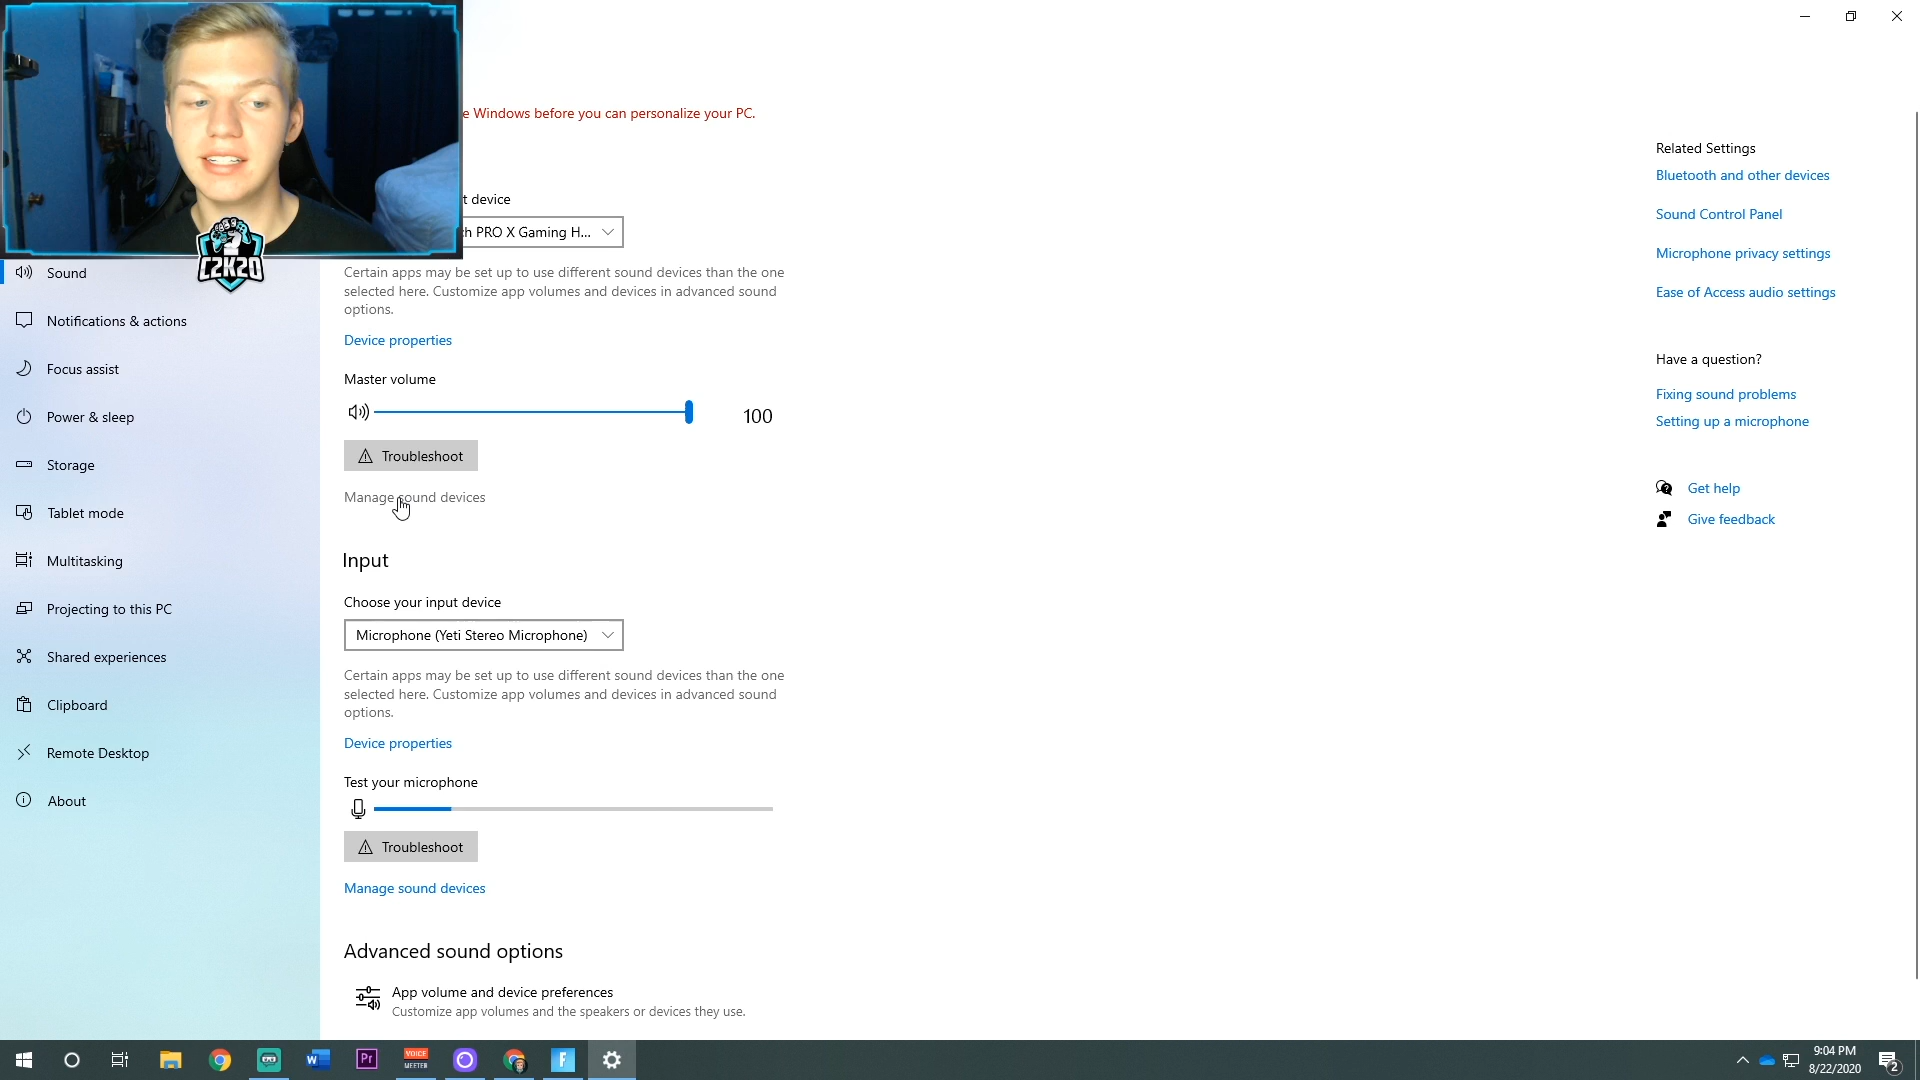 e Windows before you can personalize your PC.
t device
h PRO X Gaming H...
C2K20
Sound
Notifications & actions
Focus assist
Power & sleep
Storage
Tablet mode
Multitasking
Projecting to this PC
Shared experiences
Clipboard
Remote Desktop
About
Certain apps may be set up to use different sound devices than the one
selected here. Customize app volumes and devices in advanced sound
options.
Device properties
Master volume
100
Troubleshoot
Manage sound devices
Input
Choose your input device
Microphone (Yeti Stereo Microphone)
Certain apps may be set up to use different sound devices than the one
selected here. Customize app volumes and devices in advanced sound
options.
Device properties
Test your microphone
Troubleshoot
Manage sound devices
Advanced sound options
App volume and device preferences
Customize app volumes and the speakers or devices they use.
Related Settings
Bluetooth and other devices
Sound Control Panel
Microphone privacy settings
Ease of Access audio settings
Have a question?
Fixing sound problems
Setting up a microphone
Get help
Give feedback
W
Pr
VOICE
MEETER
F
9:04 PM
8/22/2020
2